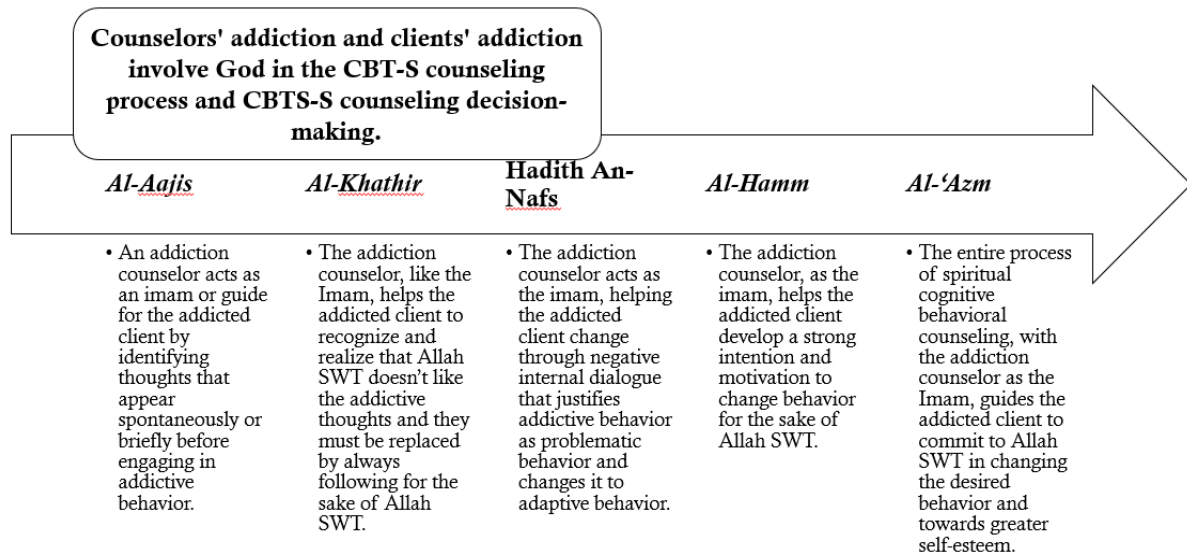 Counselors' addiction and clients' addiction
involve God in the CBT-S counseling
process and CBTS-S counseling decision-
making.
Al-Aajis
• An addiction
counselor acts as
an imam or guide
for the addicted
client by
identifying
thoughts that
appear
spontaneously or
briefly before
engaging in
addictive
behavior.
Al-Khathir
• The addiction
counselor, like the
Imam, helps the
addicted client to
recognize and
realize that Allah
SWT doesn't like
the addictive
thoughts and they
must be replaced
by always
following for the
sake of Allah
SWT.
Hadith An-
Nafs
• The addiction
counselor acts as
the imam, helping
the addicted
client change
through negative
internal dialogue
that justifies
addictive behavior
as problematic
behavior and
changes it to
adaptive behavior.
Al-Hamm
• The addiction
counselor, as the
imam, helps the
addicted client
develop a strong
intention and
motivation to
change behavior
for the sake of
Allah SWT.
Al-‘Azm
• The entire process
of spiritual
cognitive
behavioral
counseling, with
the addiction
counselor as the
Imam, guides the
addicted client to
commit to Allah
SWT in changing
the desired
behavior and
towards greater
self-esteem.